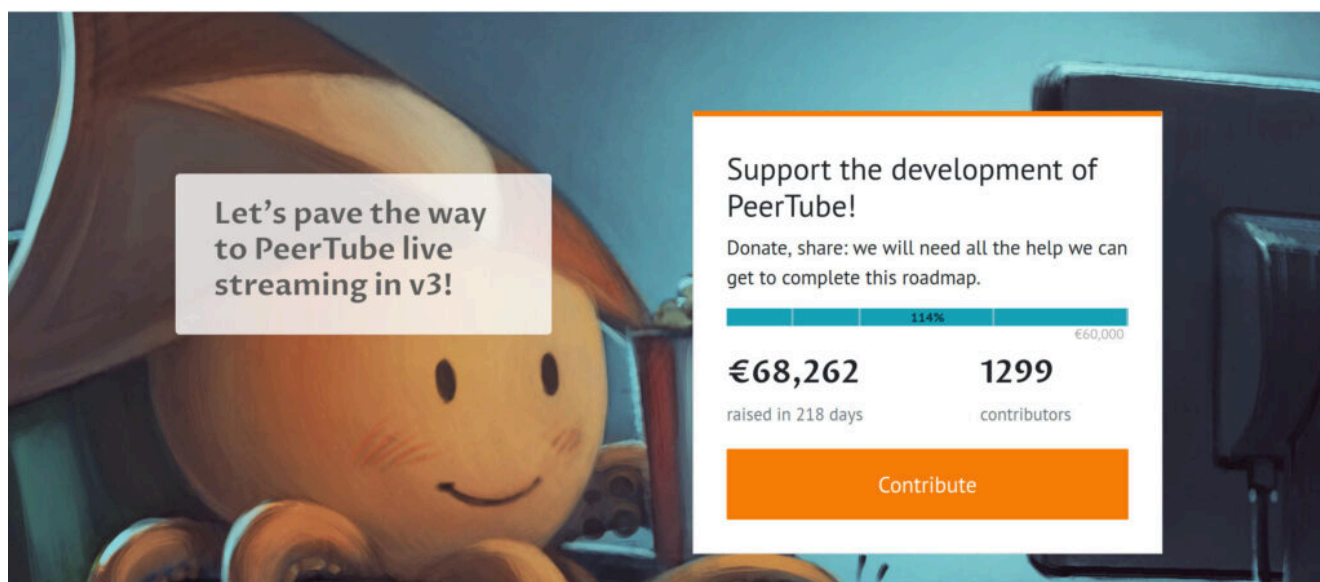 Let's pave the way
to PeerTube live
streaming in v3!
Support the development of
PeerTube!
Donate, share: we will need all the help we can
get to complete this roadmap.
114%
€60,000
€68,262
1299
raised in 218 days
contributors
Contribute